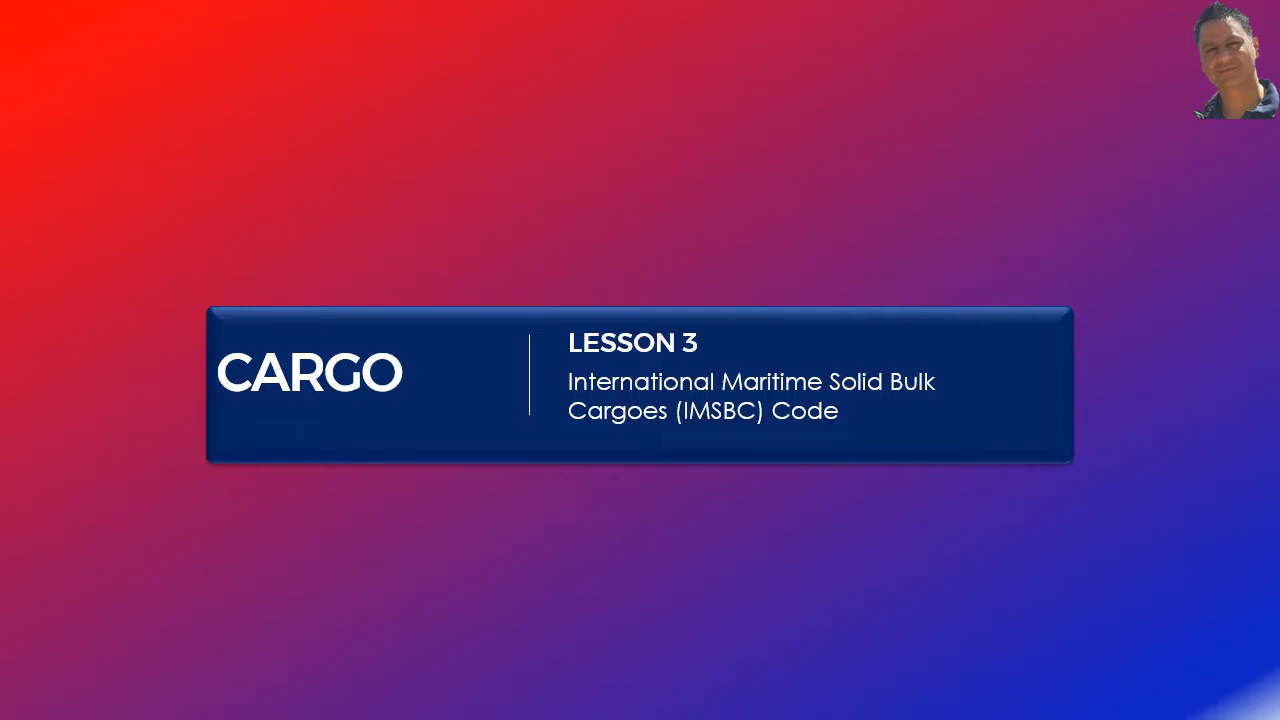 CARGO
LESSON 3
International Maritime Solid Bulk
Cargoes (IMSBC) Code